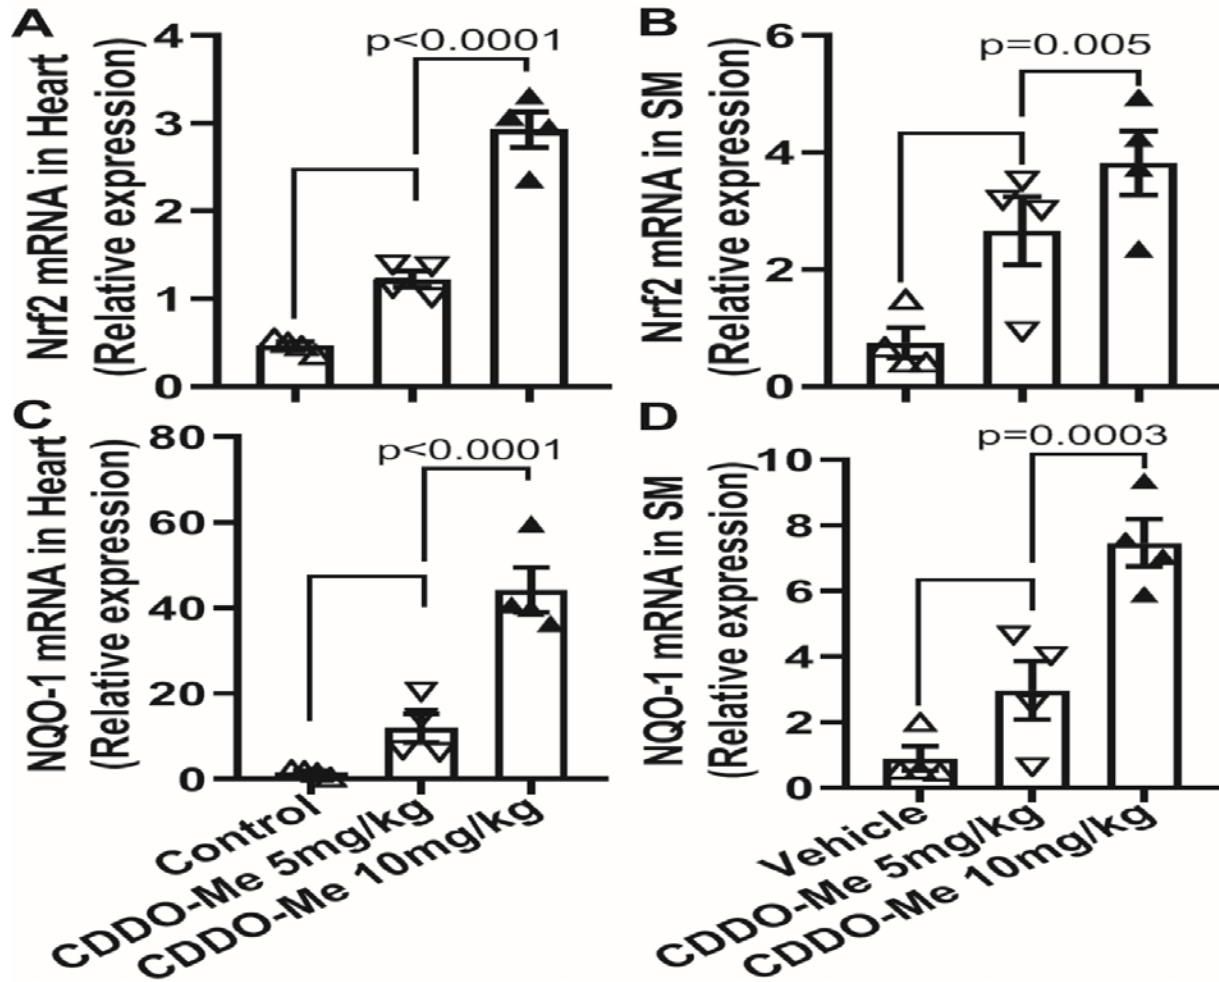 A
Nrf2 mRNA in Heart
(Relative expression)
4
3
2
1
0
p<0.0001
B
Nrf2 mRNA in SM
(Relative expression)
6
4
2
0
p=0.005
C
NQO-1 mRNA in Heart
(Relative expression)
80
60
40
20
0
p<0.0001
Control
CDDO-Me 5mg/kg
CDDO-Me 10mg/kg
D
NQO-1 mRNA in SM
(Relative expression)
10
8
6
4
2
0
p=0.0003
Vehicle
CDDO-Me 5mg/kg
CDDO-Me 10mg/kg